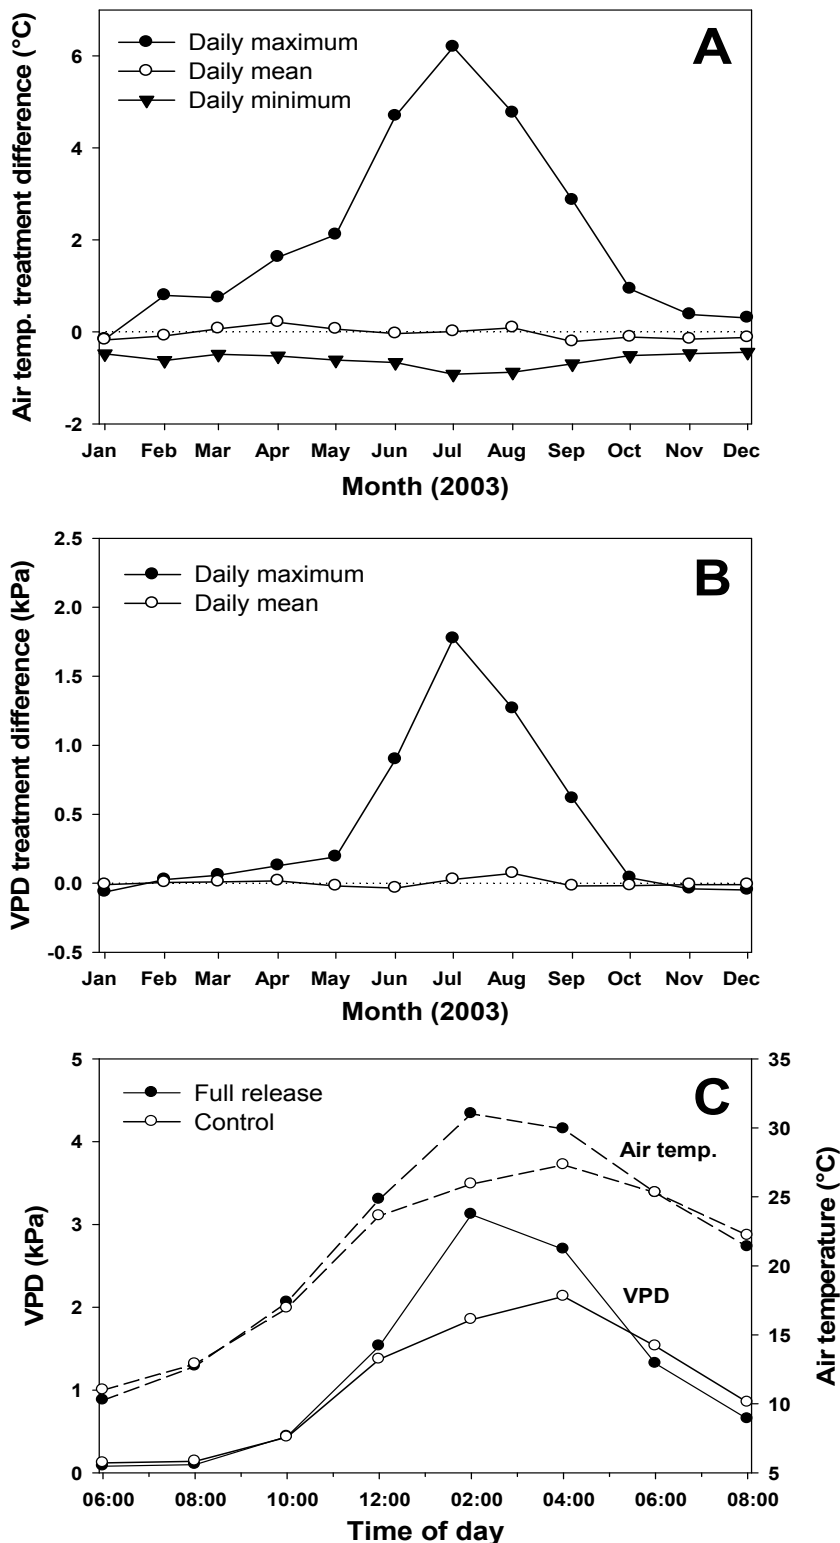 A
Daily maximum
Daily mean
Daily minimum
Air temp. treatment difference (°C)
6
4
2
0
-2
Jan Feb Mar Apr May Jun Jul Aug Sep Oct Nov Dec
Month (2003)
B
Daily maximum
Daily mean
VPD treatment difference (kPa)
2.5
2.0
1.5
1.0
0.5
0.0
-0.5
Jan Feb Mar Apr May Jun Jul Aug Sep Oct Nov Dec
Month (2003)
C
Full release
Control
Air temp.
VPD
VPD (kPa)
5
4
3
2
1
0
Air temperature (°C)
35
30
25
20
15
10
5
06:00 08:00 10:00 12:00 02:00 04:00 06:00 08:00
Time of day